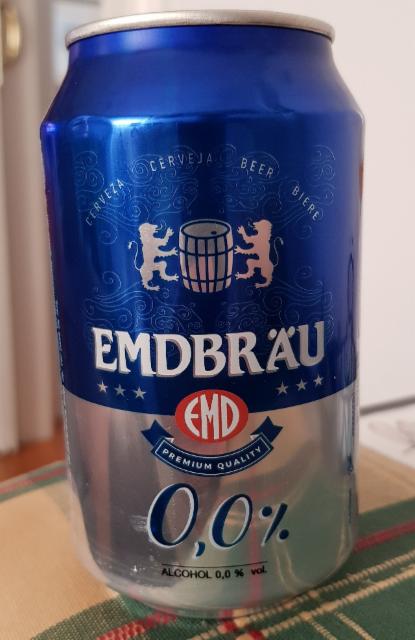 CERVEZA CERVEJA BEER BIERE
EMDBRÄU
EMD
PREMIUM QUALITY
0,0%
ALCOHOL 0,0 % vol.